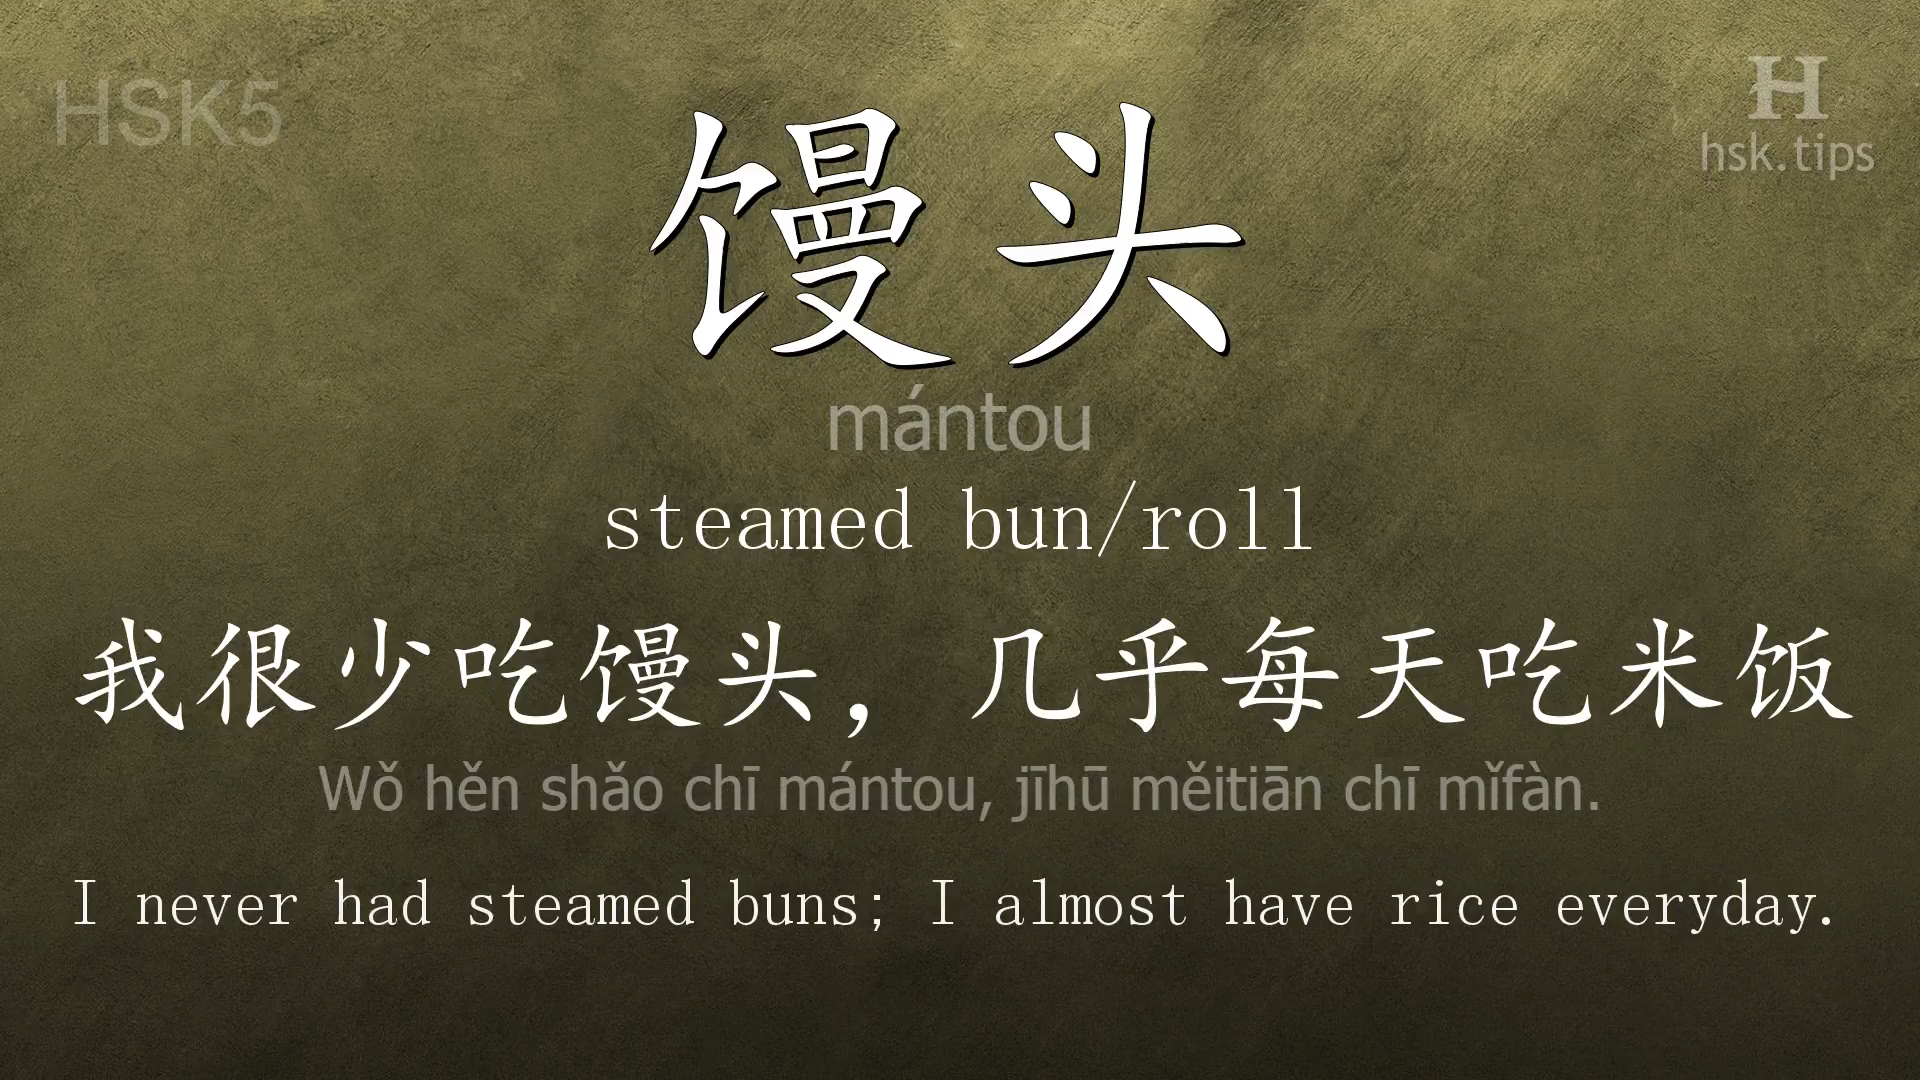 HSK5
H
hsk.tips
馒头
mántou
steamed bun/roll
我很少吃馒头，几乎每天吃米饭
Wǒ hěn shǎo chī mántou, jīhū měitiān chī mǐfàn.
I never had steamed buns; I almost have rice everyday.